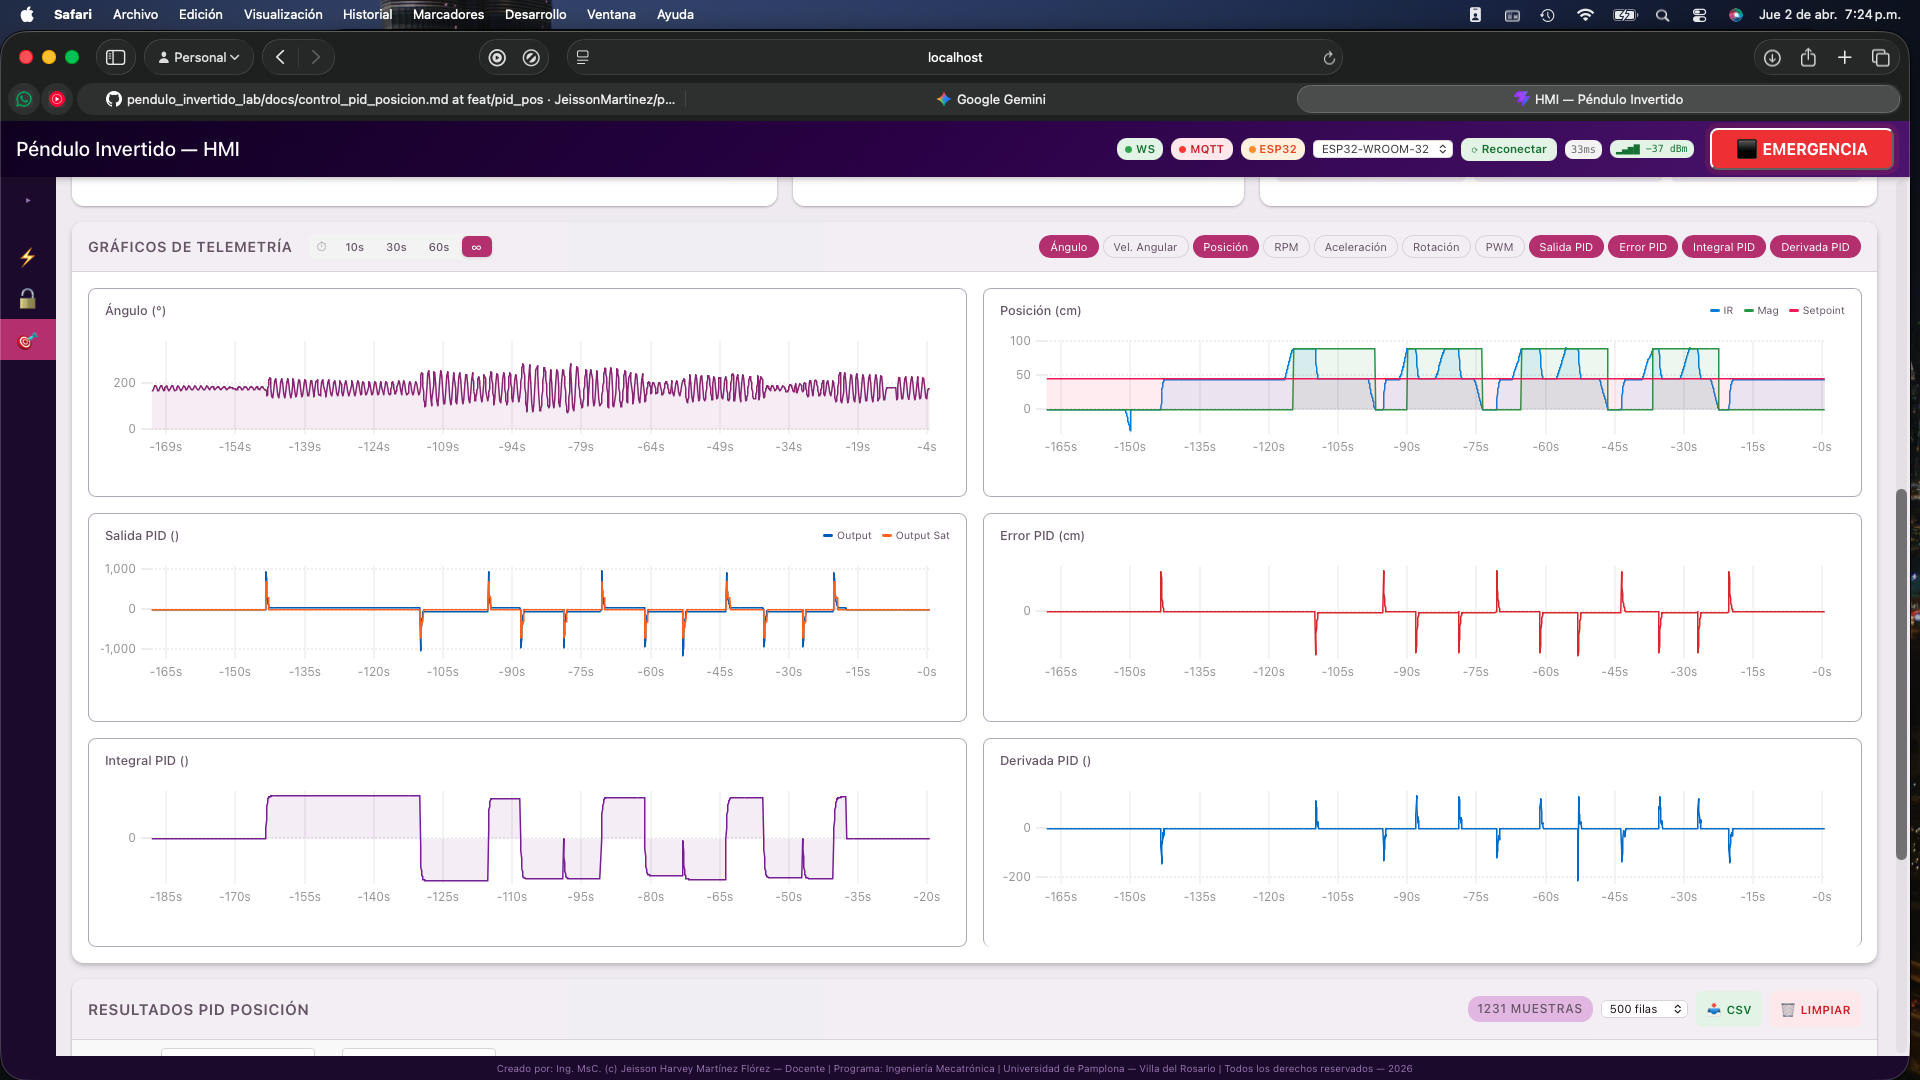 Safari Archivo Edición Visualización Historial Marcadores Desarrollo Ventana Ayuda Jue 2 de abr. 7:24 p.m.
Personal localhost
pendulo_invertido_lab/docs/control_pid_posicion.md at feat/pid_pos · JeissonMartinez/p... Google Gemini HMI — Péndulo Invertido
Péndulo Invertido — HMI WS MQTT ESP32 ESP32-WROOM-32 Reconectar 33ms -37 dBm EMERGENCIA
GRÁFICOS DE TELEMETRÍA 10s 30s 60s ∞ Ángulo Vel. Angular Posición RPM Aceleración Rotación PWM Salida PID Error PID Integral PID Derivada PID
Ángulo (°)
200
0
-169s -154s -139s -124s -109s -94s -79s -64s -49s -34s -19s -4s
Posición (cm) IR Mag Setpoint
100
50
0
-165s -150s -135s -120s -105s -90s -75s -60s -45s -30s -15s -0s
Salida PID () Output Output Sat
1,000
0
-1,000
-165s -150s -135s -120s -105s -90s -75s -60s -45s -30s -15s -0s
Error PID (cm)
0
-165s -150s -135s -120s -105s -90s -75s -60s -45s -30s -15s -0s
Integral PID ()
0
-185s -170s -155s -140s -125s -110s -95s -80s -65s -50s -35s -20s
Derivada PID ()
0
-200
-165s -150s -135s -120s -105s -90s -75s -60s -45s -30s -15s -0s
RESULTADOS PID POSICIÓN 1231 MUESTRAS 500 filas CSV LIMPIAR
Creado por: Ing. MsC. (c) Jeisson Harvey Martínez Flórez — Docente | Programa: Ingeniería Mecatrónica | Universidad de Pamplona — Villa del Rosario | Todos los derechos reservados — 2026